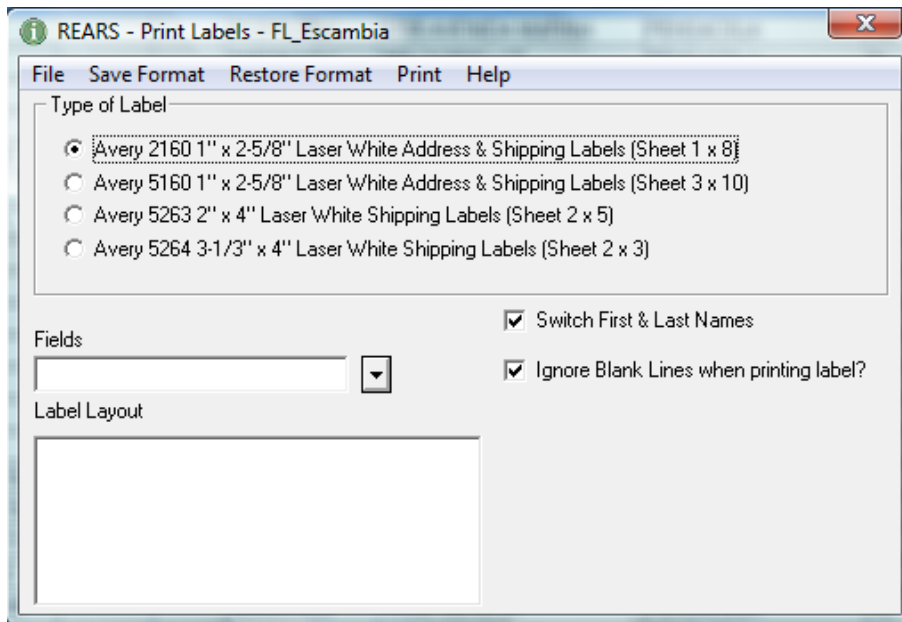 REARS - Print Labels - FL_Escambia
File Save Format Restore Format Print Help
Type of Label
Avery 2160 1" x 2-5/8" Laser White Address & Shipping Labels (Sheet 1 x 8)
Avery 5160 1" x 2-5/8" Laser White Address & Shipping Labels (Sheet 3 x 10)
Avery 5263 2" x 4" Laser White Shipping Labels (Sheet 2 x 5)
Avery 5264 3-1/3" x 4" Laser White Shipping Labels (Sheet 2 x 3)
Switch First & Last Names
Fields
Ignore Blank Lines when printing label?
Label Layout